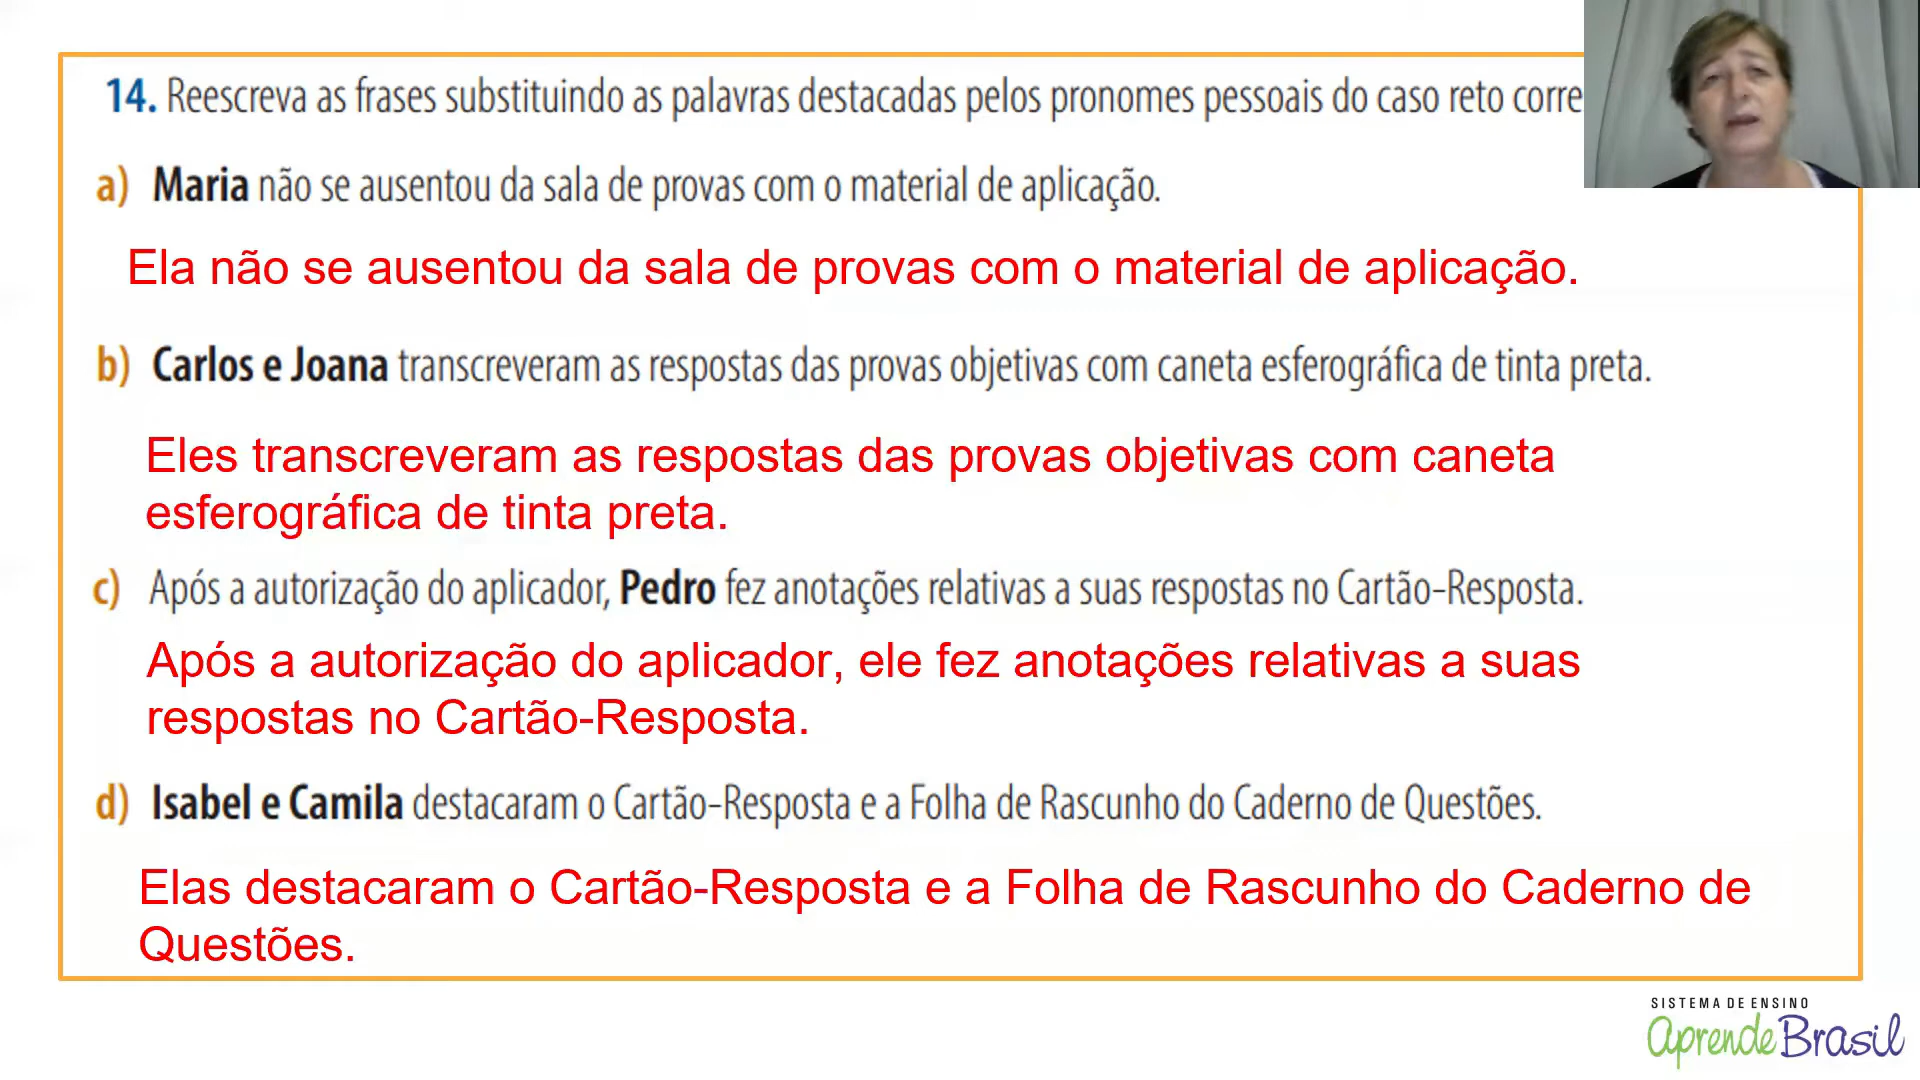 14. Reescreva as frases substituindo as palavras destacadas pelos pronomes pessoais do caso reto corre
a) Maria não se ausentou da sala de provas com o material de aplicação.
Ela não se ausentou da sala de provas com o material de aplicação.
b) Carlos e Joana transcreveram as respostas das provas objetivas com caneta esferográfica de tinta preta.
Eles transcreveram as respostas das provas objetivas com caneta
esferográfica de tinta preta.
c) Após a autorização do aplicador, Pedro fez anotações relativas a suas respostas no Cartão-Resposta.
Após a autorização do aplicador, ele fez anotações relativas a suas
respostas no Cartão-Resposta.
d) Isabel e Camila destacaram o Cartão-Resposta e a Folha de Rascunho do Caderno de Questões.
Elas destacaram o Cartão-Resposta e a Folha de Rascunho do Caderno de
Questões.
SISTEMA DE ENSINO
aprende Brasil